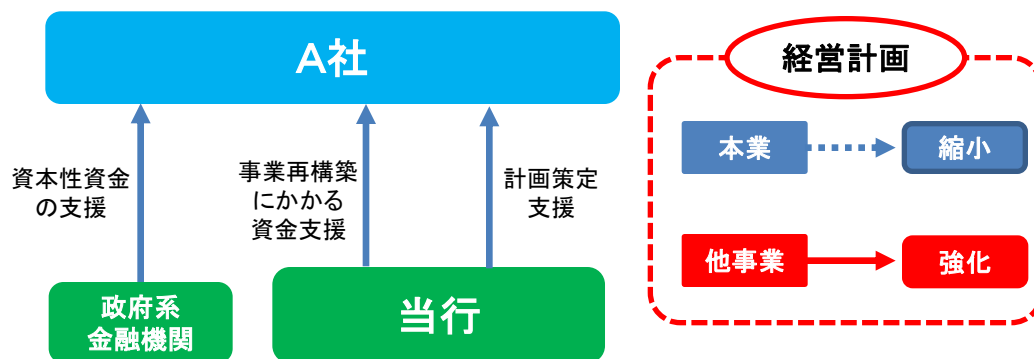 A社
経営計画
本業
縮小
他事業
強化
資本性資金
の支援
事業再構築
にかかる
資金支援
計画策定
支援
政府系
金融機関
当行